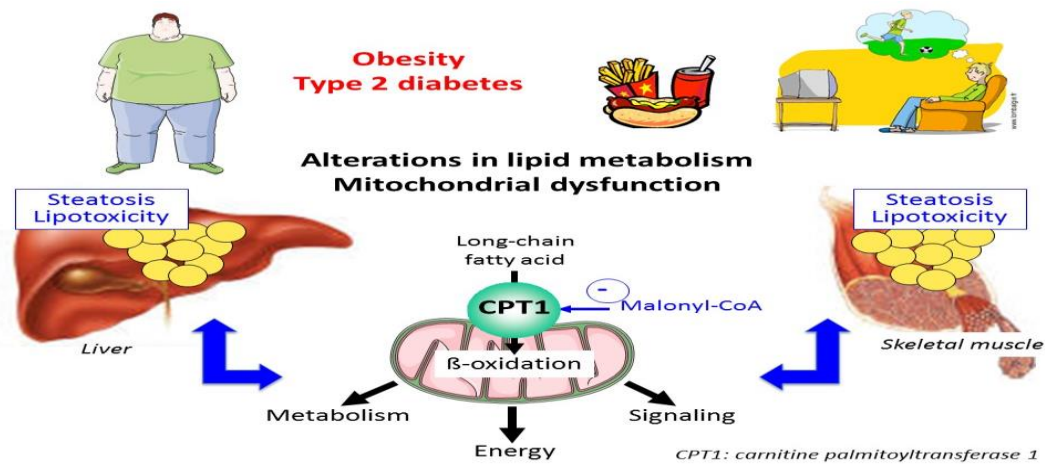 Obesity
Type 2 diabetes
Alterations in lipid metabolism
Mitochondrial dysfunction
Steatosis
Lipotoxicity
Steatosis
Lipotoxicity
Long-chain
fatty acid
CPT1
-
Malonyl-CoA
Liver
Skeletal muscle
ß-oxidation
Metabolism
Signaling
Energy
CPT1: carnitine palmitoyltransferase 1